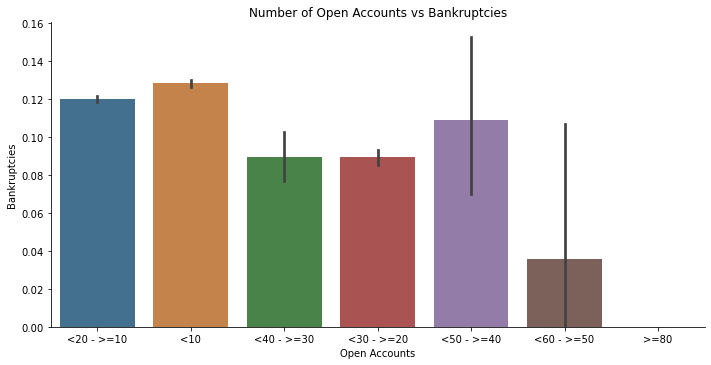 Number of Open Accounts vs Bankruptcies
0.16
0.14
0.12
0.10
0.08
0.06
0.04
0.02
0.00
Bankruptcies
<20 - >=10
<10
<40 - >=30
<30 - >=20
<50 - >=40
<60 - >=50
>=80
Open Accounts